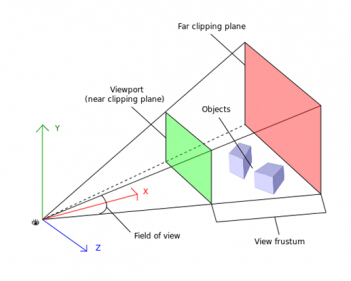 Far clipping plane
Viewport
(near clipping plane)
Objects
Y
X
Field of view
Z
View frustum